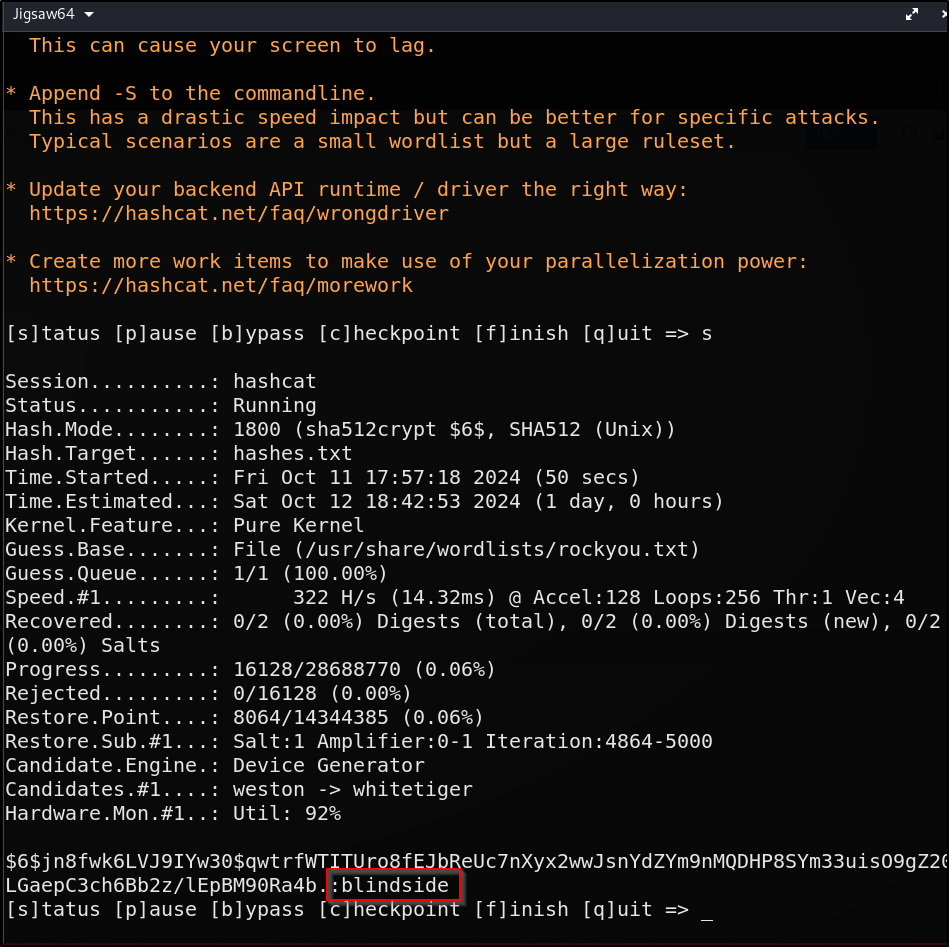 Jigsaw64
This can cause your screen to lag.
* Append -S to the commandline.
This has a drastic speed impact but can be better for specific attacks.
Typical scenarios are a small wordlist but a large ruleset.
* Update your backend API runtime / driver the right way:
https://hashcat.net/faq/wrongdriver
* Create more work items to make use of your parallelization power:
https://hashcat.net/faq/morework
[s]tatus [p]ause [b]ypass [c]heckpoint [f]inish [q]uit => s
Session..........: hashcat
Status...........: Running
Hash.Mode........: 1800 (sha512crypt $6$, SHA512 (Unix))
Hash.Target......: hashes.txt
Time.Started.....: Fri Oct 11 17:57:18 2024 (50 secs)
Time.Estimated...: Sat Oct 12 18:42:53 2024 (1 day, 0 hours)
Kernel.Feature...: Pure Kernel
Guess.Base.......: File (/usr/share/wordlists/rockyou.txt)
Guess.Queue......: 1/1 (100.00%)
Speed.#1.........:      322 H/s (14.32ms) @ Accel:128 Loops:256 Thr:1 Vec:4
Recovered........: 0/2 (0.00%) Digests (total), 0/2 (0.00%) Digests (new), 0/2
(0.00%) Salts
Progress.........: 16128/28688770 (0.06%)
Rejected.........: 0/16128 (0.00%)
Restore.Point....: 8064/14344385 (0.06%)
Restore.Sub.#1...: Salt:1 Amplifier:0-1 Iteration:4864-5000
Candidate.Engine.: Device Generator
Candidates.#1....: weston -> whitetiger
Hardware.Mon.#1..: Util: 92%
$6$jn8fwk6LVJ9IYw30$qwtrfWTITUro8fEJbReUc7nXyx2wwJsnYdZYm9nMQDHP8SYm33uisO9gZ20
LGaepC3ch6Bb2z/lEpBM90Ra4b.:blindside
[s]tatus [p]ause [b]ypass [c]heckpoint [f]inish [q]uit => _